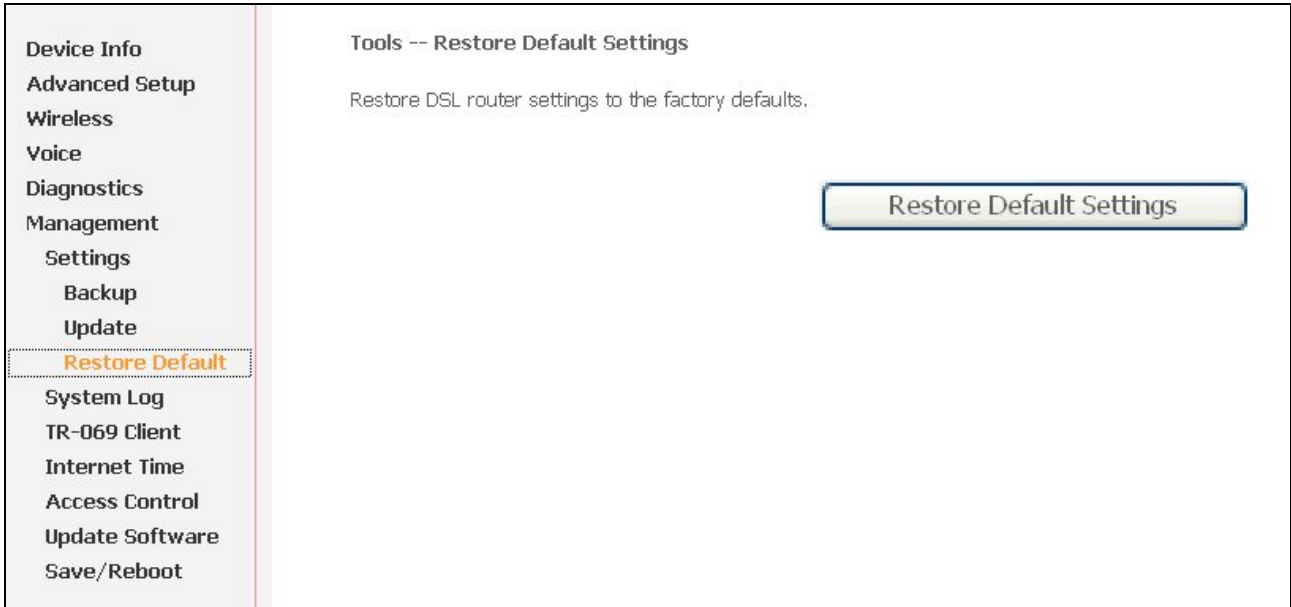 Device Info
Advanced Setup
Wireless
Voice
Diagnostics
Management
Settings
Backup
Update
Restore Default
System Log
TR-069 Client
Internet Time
Access Control
Update Software
Save/Reboot
Tools -- Restore Default Settings
Restore DSL router settings to the factory defaults.
Restore Default Settings